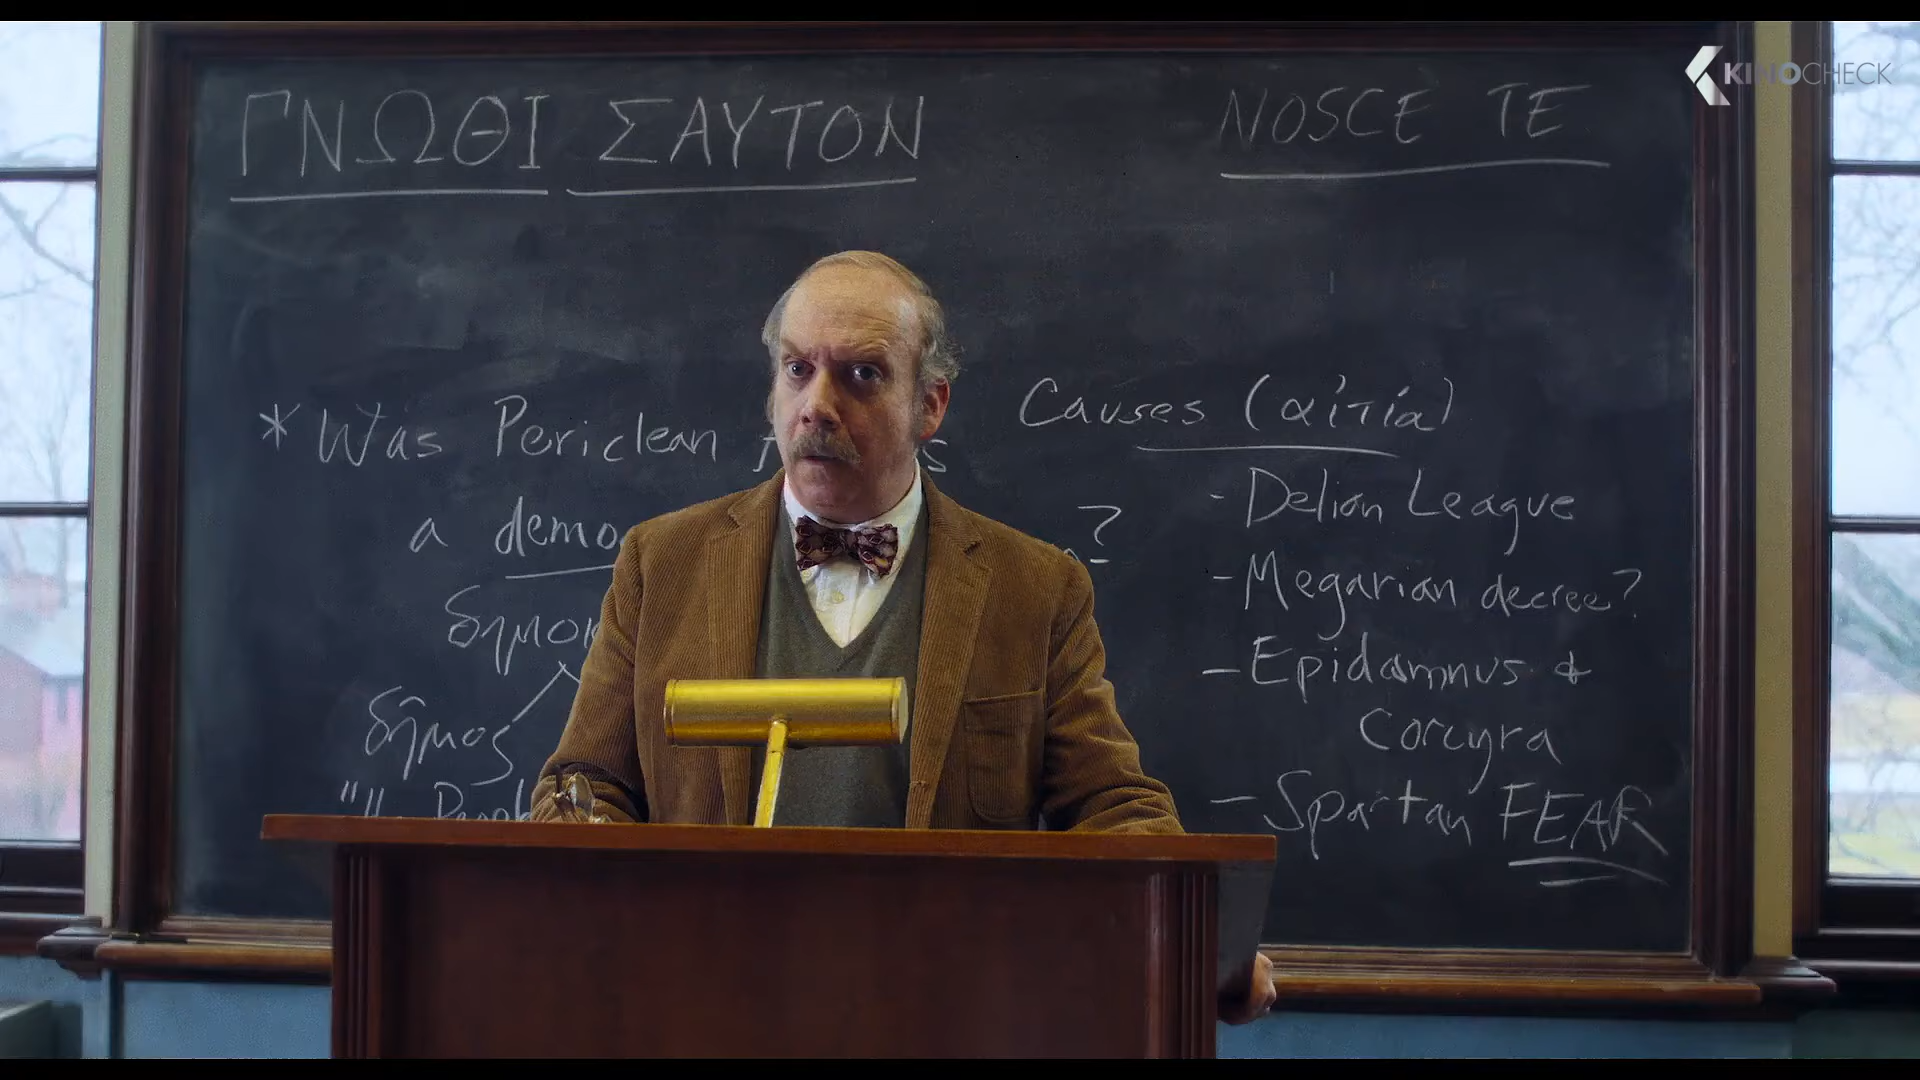 KINOCHECK
ΓΝΩΘΙ ΣΑΥΤΟΝ
NOSCE TE
* Was Periclean
a demo ?
δημοκ
δῆμος
Causes (αἰτία)
- Delian League
- Megarian decree?
- Epidamnus &
Corcyra
- Spartan FEAR